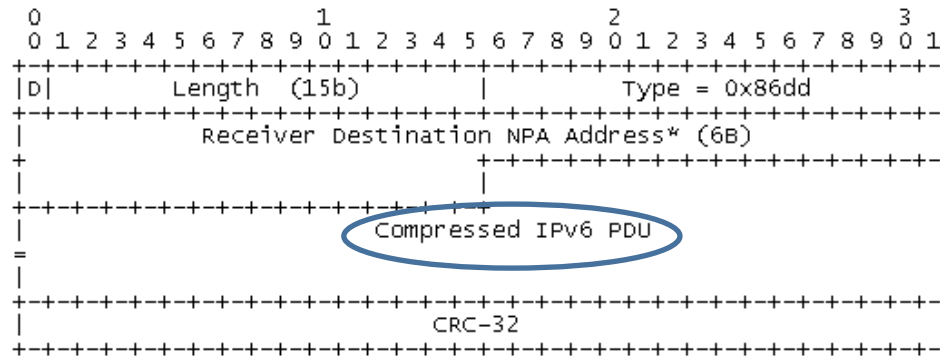 0                   1                   2                   3
0 1 2 3 4 5 6 7 8 9 0 1 2 3 4 5 6 7 8 9 0 1 2 3 4 5 6 7 8 9 0 1
+-+-+-+-+-+-+-+-+-+-+-+-+-+-+-+-+-+-+-+-+-+-+-+-+-+-+-+-+-+-+-+-
|D|        Length  (15b)        |         Type = 0x86dd
+-+-+-+-+-+-+-+-+-+-+-+-+-+-+-+-+-+-+-+-+-+-+-+-+-+-+-+-+-+-+-+-
|            Receiver Destination NPA Address* (6B)
+                               +-+-+-+-+-+-+-+-+-+-+-+-+-+-+-+-
|                               |
+-+-+-+-+-+-+-+-+-+-+-+-+-+-+-+-+
|                        Compressed IPv6 PDU
=
|
+-+-+-+-+-+-+-+-+-+-+-+-+-+-+-+-+-+-+-+-+-+-+-+-+-+-+-+-+-+-+-+-
|                            CRC-32
+-+-+-+-+-+-+-+-+-+-+-+-+-+-+-+-+-+-+-+-+-+-+-+-+-+-+-+-+-+-+-+-